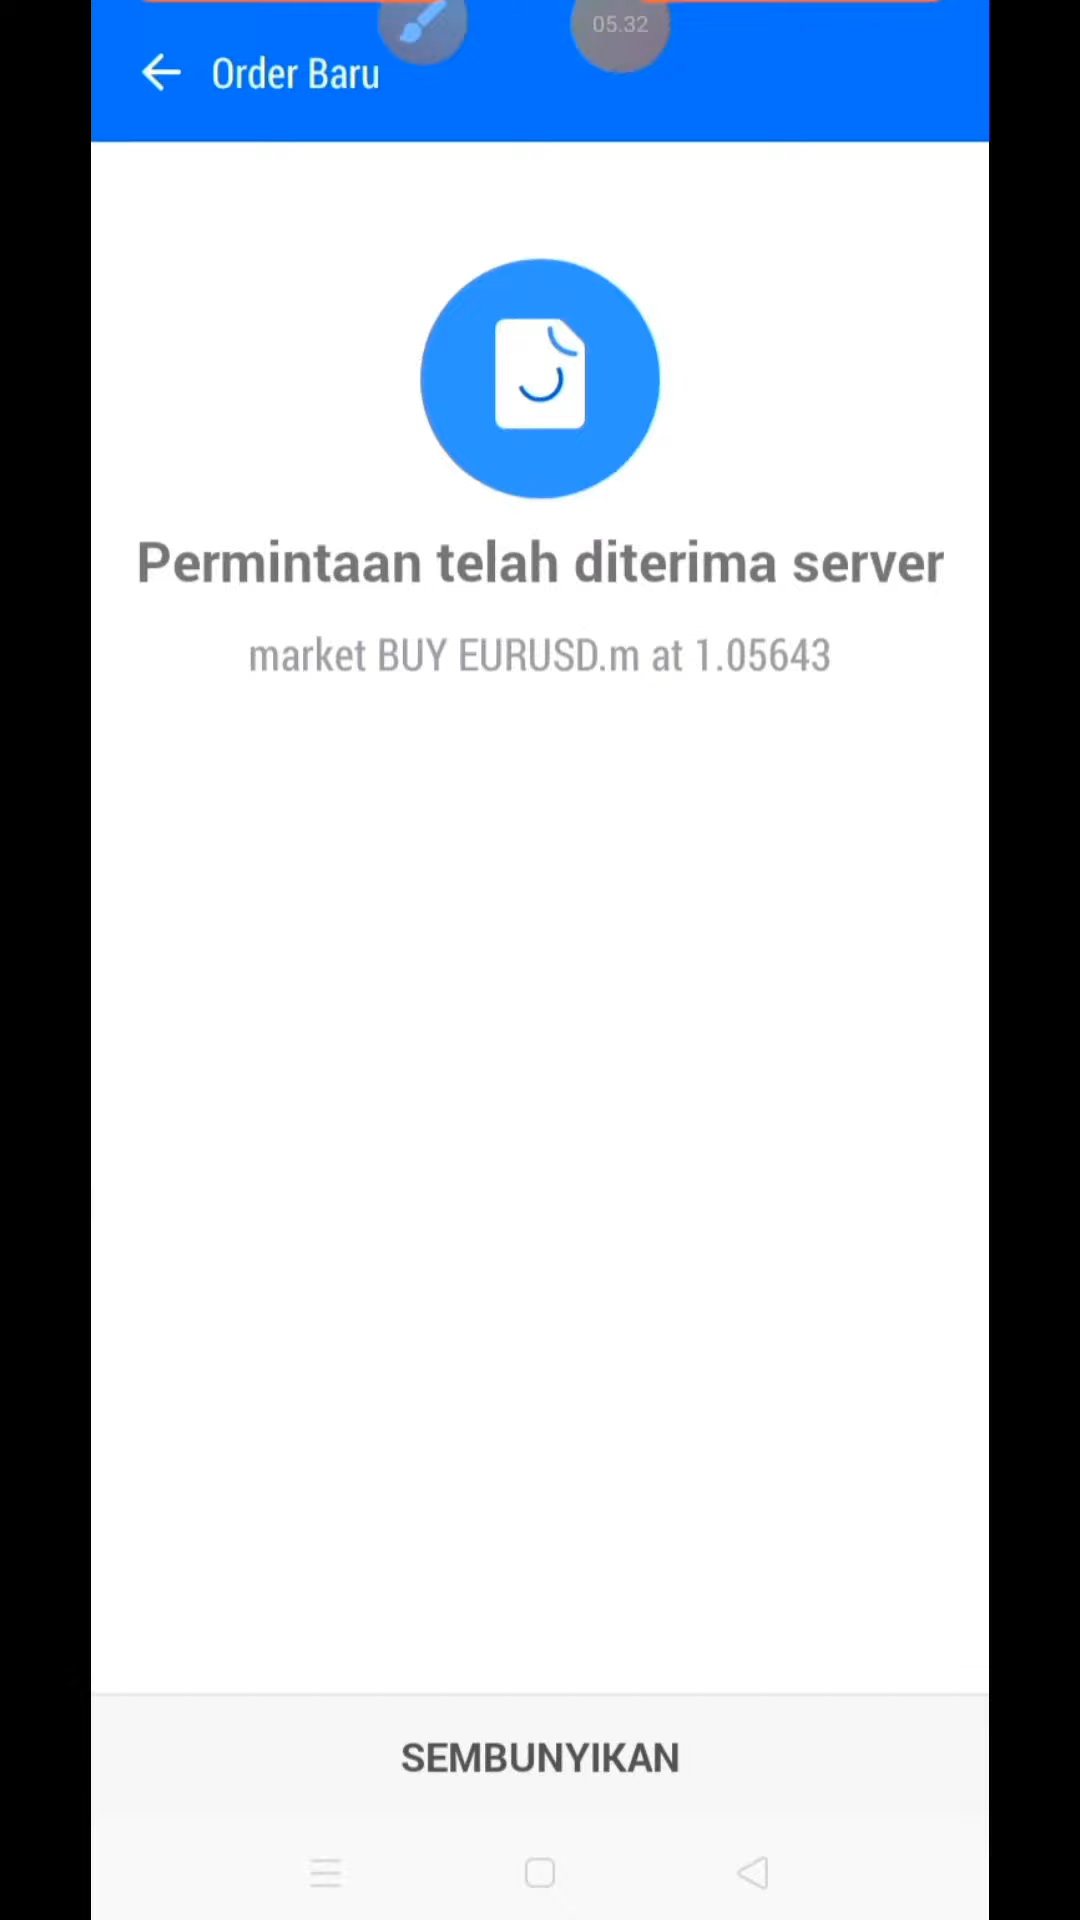 05.32
Order Baru
Permintaan telah diterima server
market BUY EURUSD.m at 1.05643
SEMBUNYIKAN